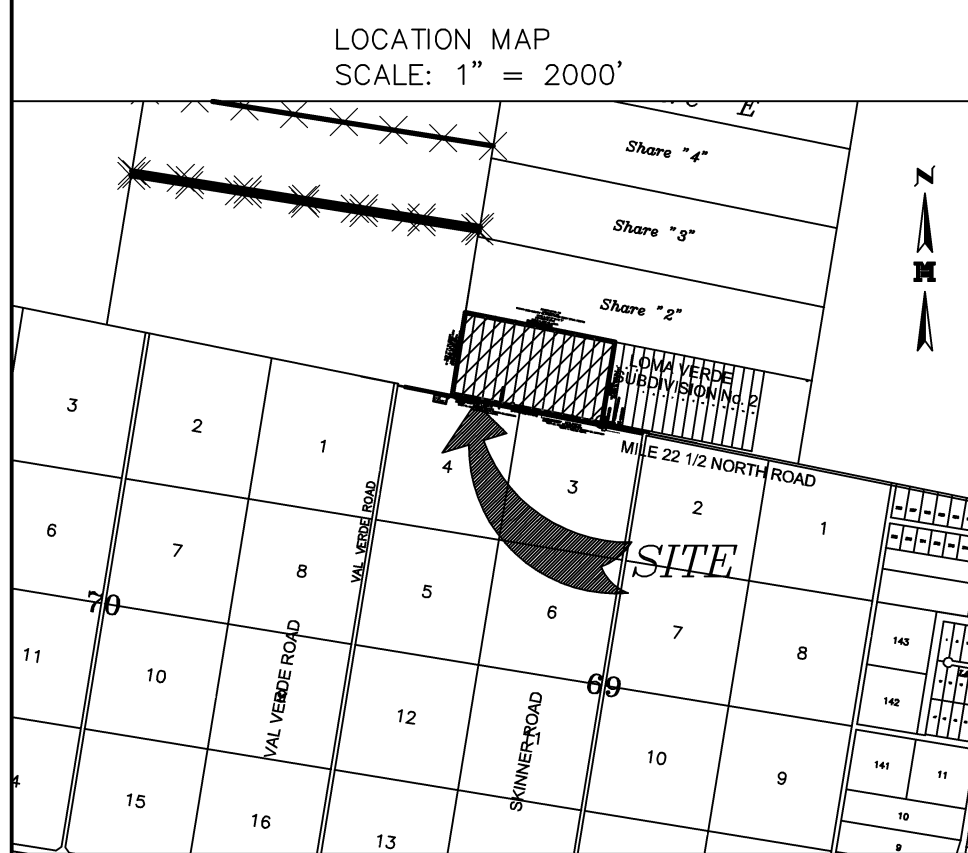 LOCATION MAP
SCALE: 1" = 2000'
E
Share "4"
Share "3"
Share "2"
N
LOMA VERDE
SUBDIVISION No. 2
MILE 22 1/2 NORTH ROAD
SITE
VAL VERDE ROAD
VAL VERDE ROAD
SKINNER ROAD
3
2
1
4
3
2
1
6
7
8
5
6
7
8
70
69
11
10
12
10
9
4
15
16
13
143
142
141
11
10
9